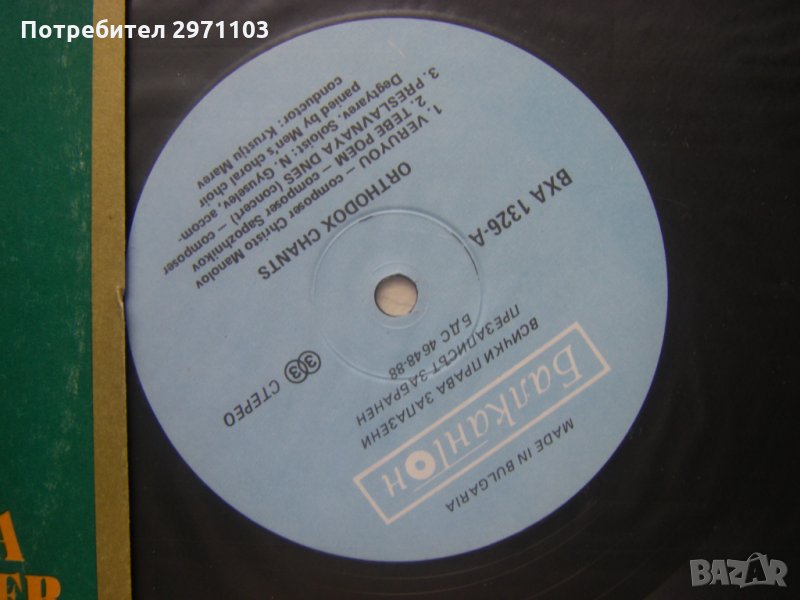 Потребител 2971103
MADE IN BULGARIA
Балкантон
ВСИЧКИ ПРАВА ЗАПАЗЕНИ
ПРЕЗАПИСЪТ ЗАБРАНЕН
БДС 4648-88
33 СТЕРЕО
ВХА 1326-А
ORTHODOX CHANTS
1. VERUYOU — composer Christo Manolov
2. TEBE POEM — composer Sapozhnikov
3. PRESLAVNAYA DNES (concert) — composer
Degtyarev. Soloist: N. Gyuselev, accom-
panied by Men's choral choir
conductor: Krustju Marev
A
ER
BAZAR